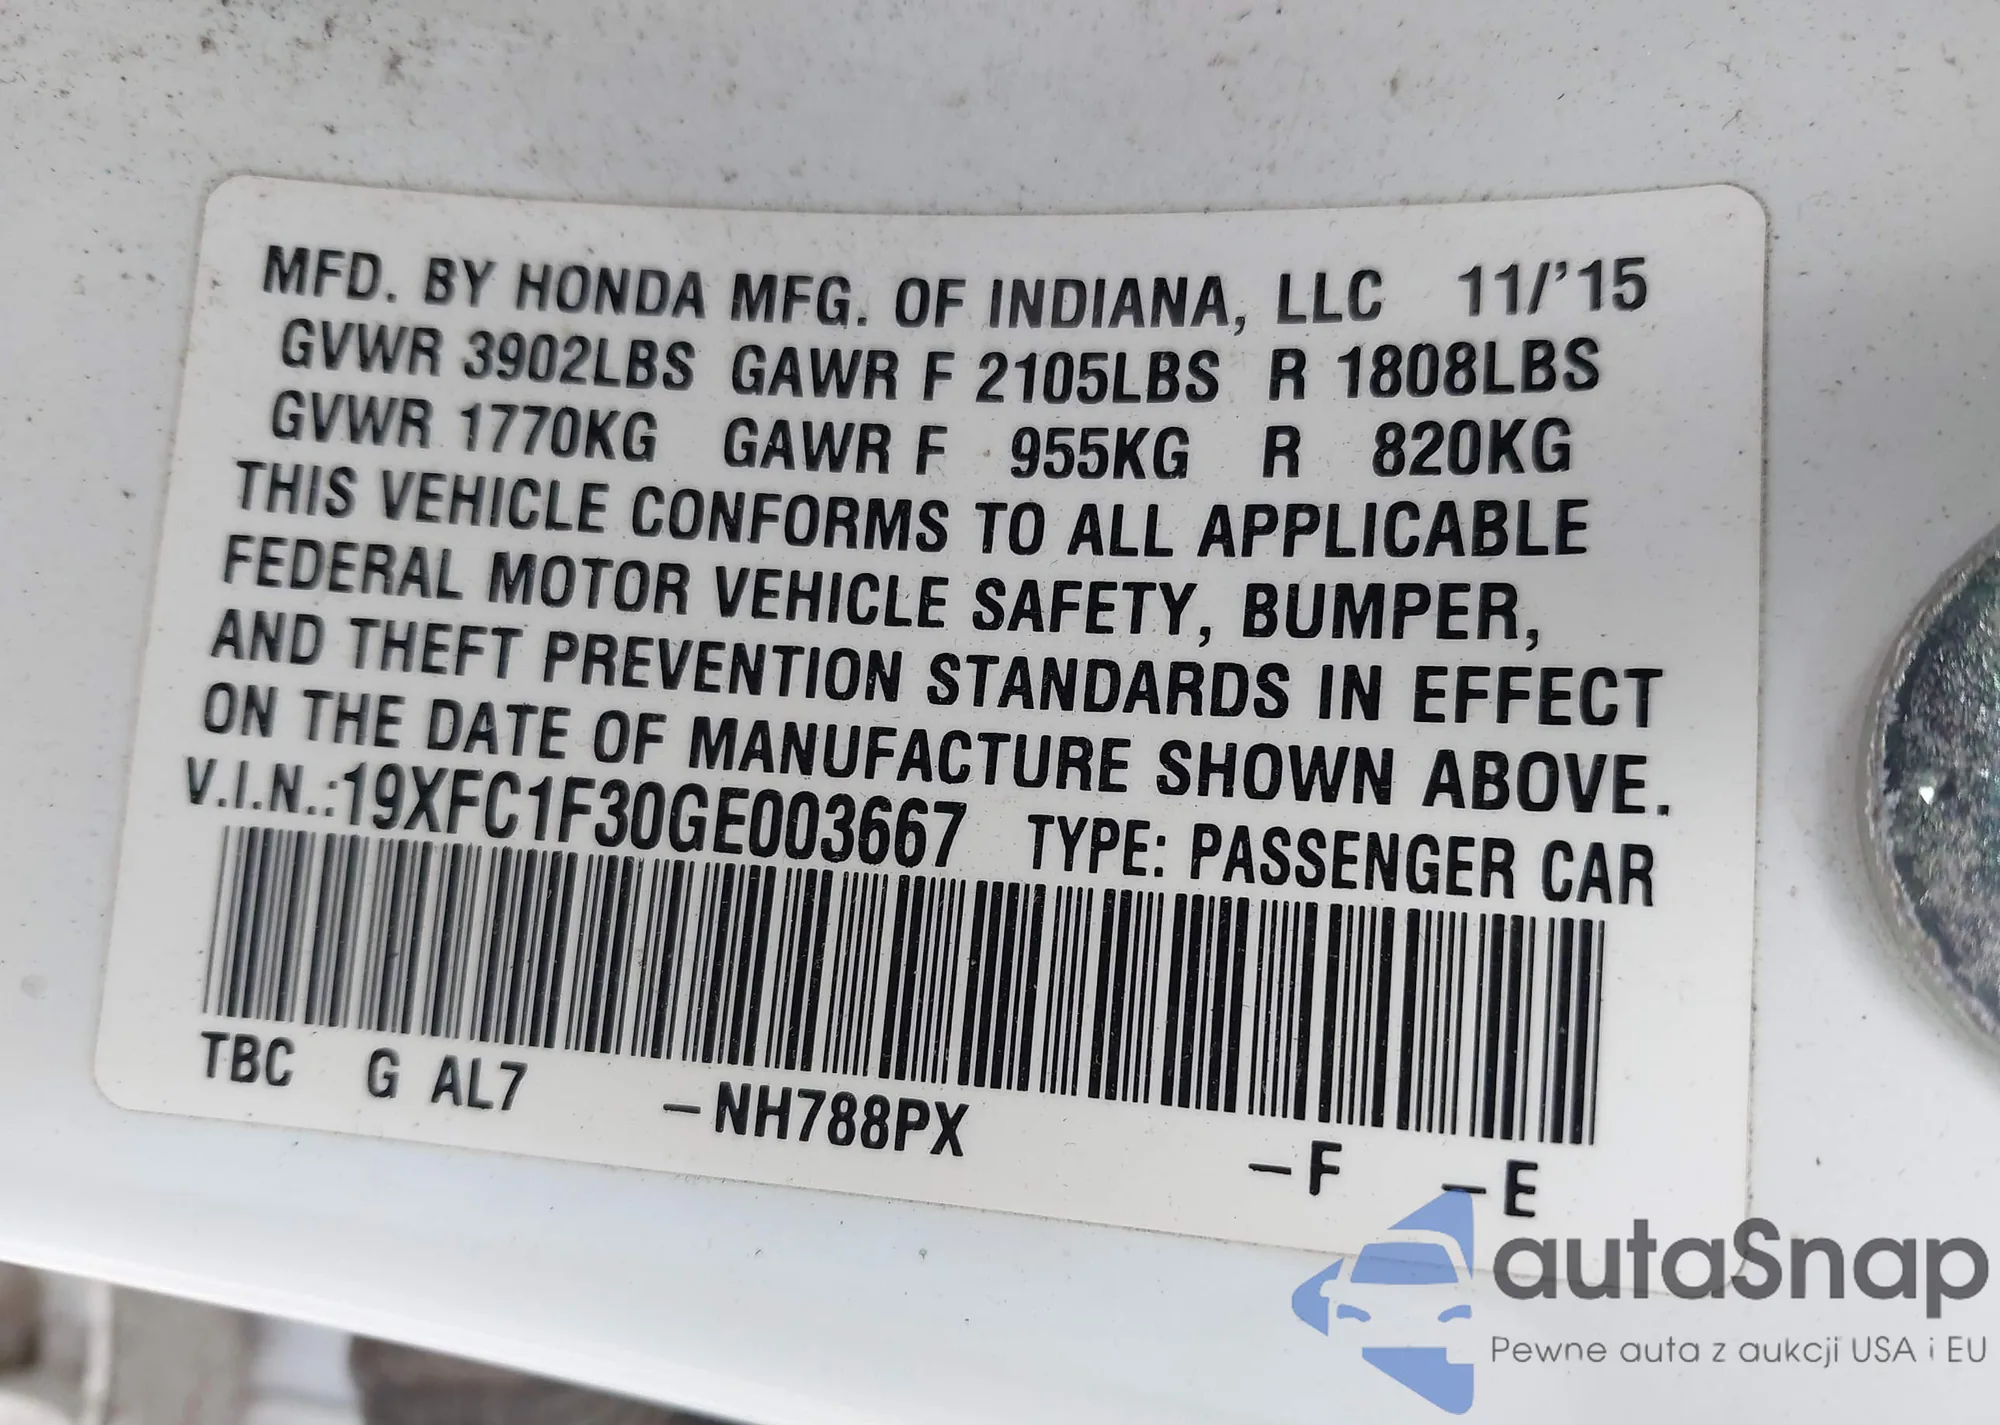 MFD. BY HONDA MFG. OF INDIANA, LLC 11/'15
GVWR 3902LBS GAWR F 2105LBS R 1808LBS
GVWR 1770KG GAWR F 955KG R 820KG
THIS VEHICLE CONFORMS TO ALL APPLICABLE
FEDERAL MOTOR VEHICLE SAFETY, BUMPER,
AND THEFT PREVENTION STANDARDS IN EFFECT
ON THE DATE OF MANUFACTURE SHOWN ABOVE.
V.I.N.:19XFC1F30GE003667 TYPE: PASSENGER CAR
TBC G AL7 –NH788PX –F –E
autaSnap
Pewne auta z aukcji USA i EU